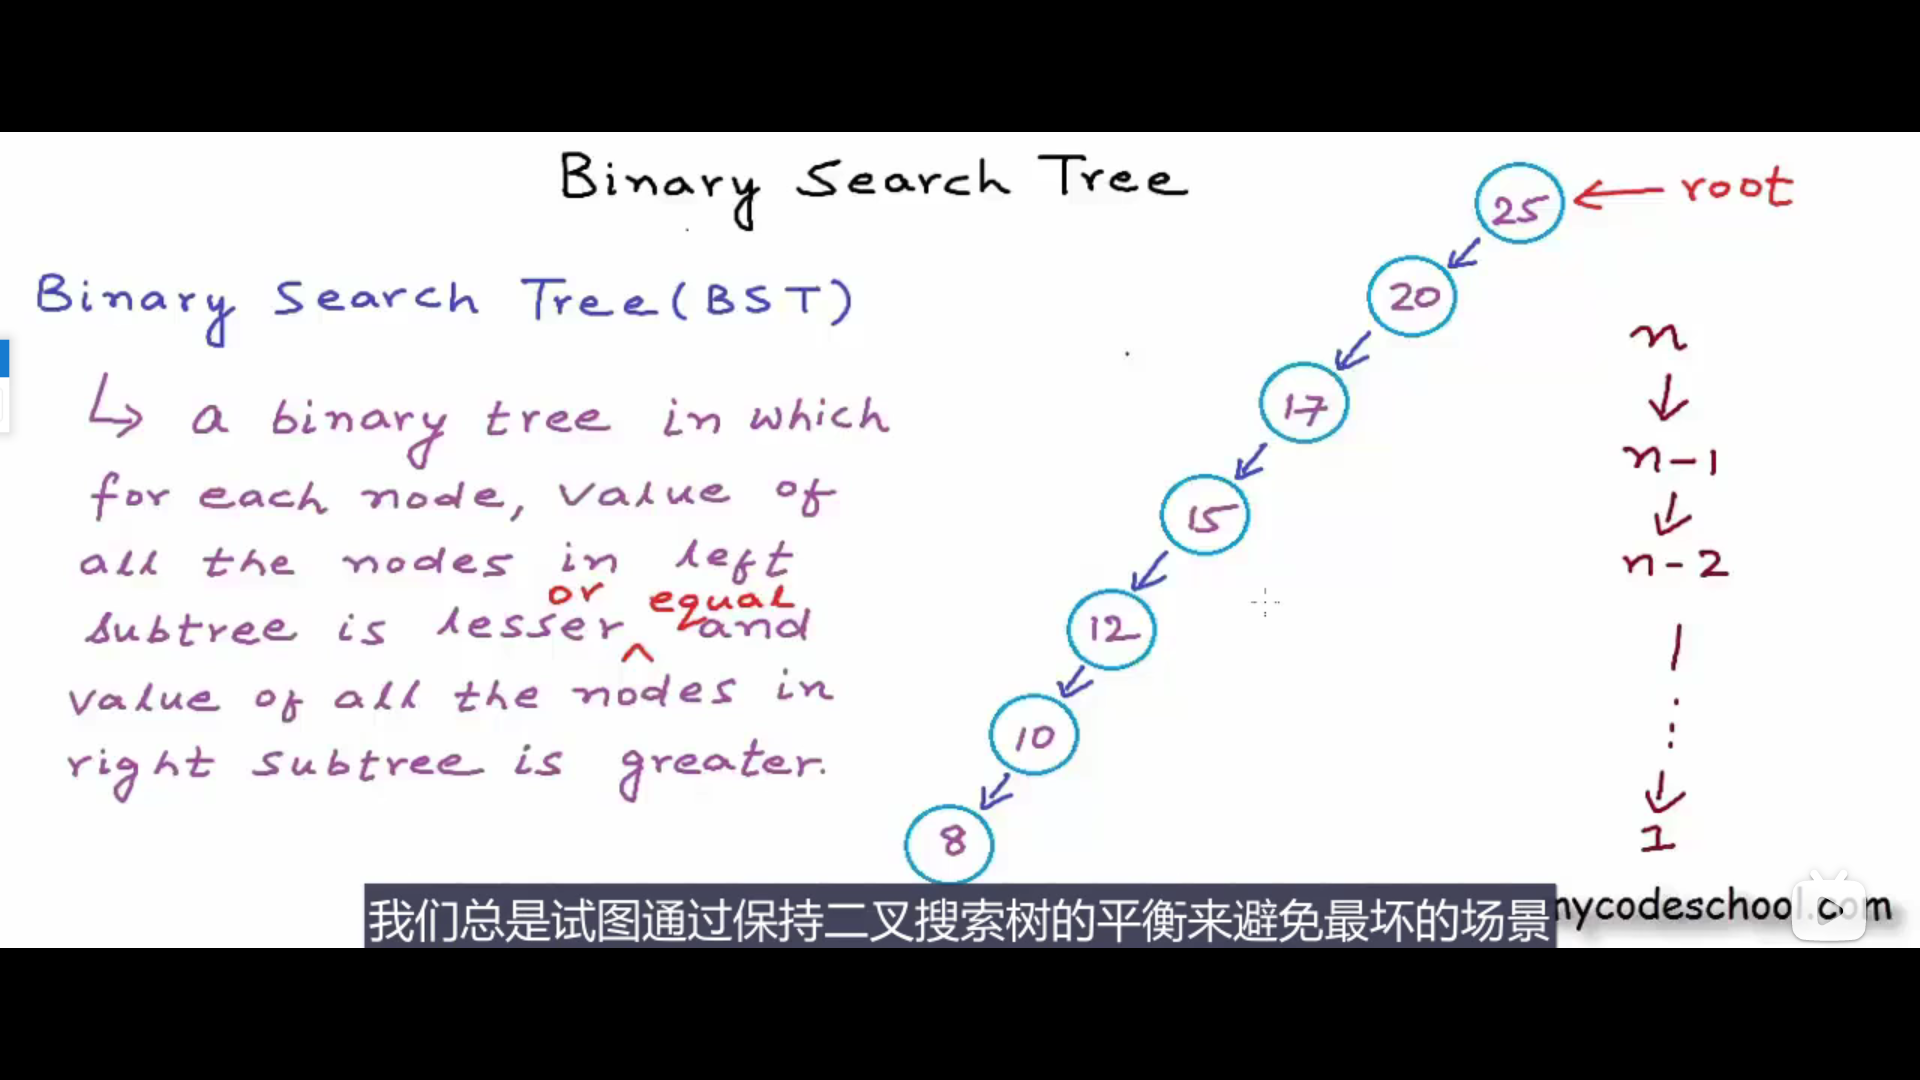 Binary Search Tree
Binary Search Tree (BST)
↳ a binary tree in which
for each node, value of
all the nodes in left
or equal
subtree is lesser ^ and
value of all the nodes in
right subtree is greater.
25 ← root
20
17
15
12
10
8
n
↓
n-1
↓
n-2
⋮
↓
1
我们总是试图通过保持二叉搜索树的平衡来避免最坏的场景
mycodeschool.com